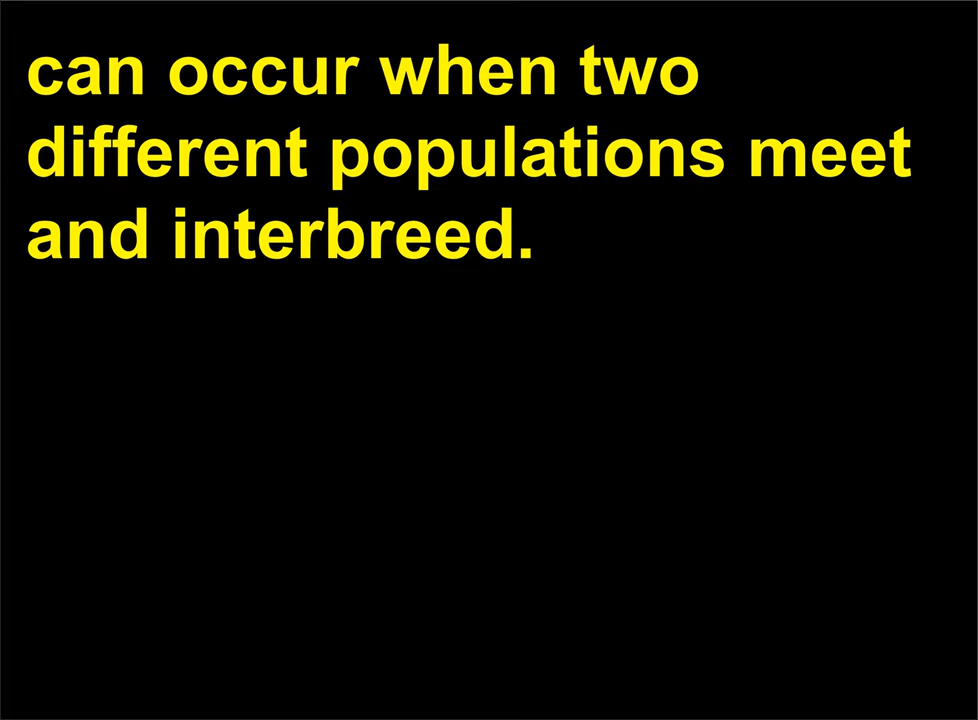 can occur when two
different populations meet
and interbreed.